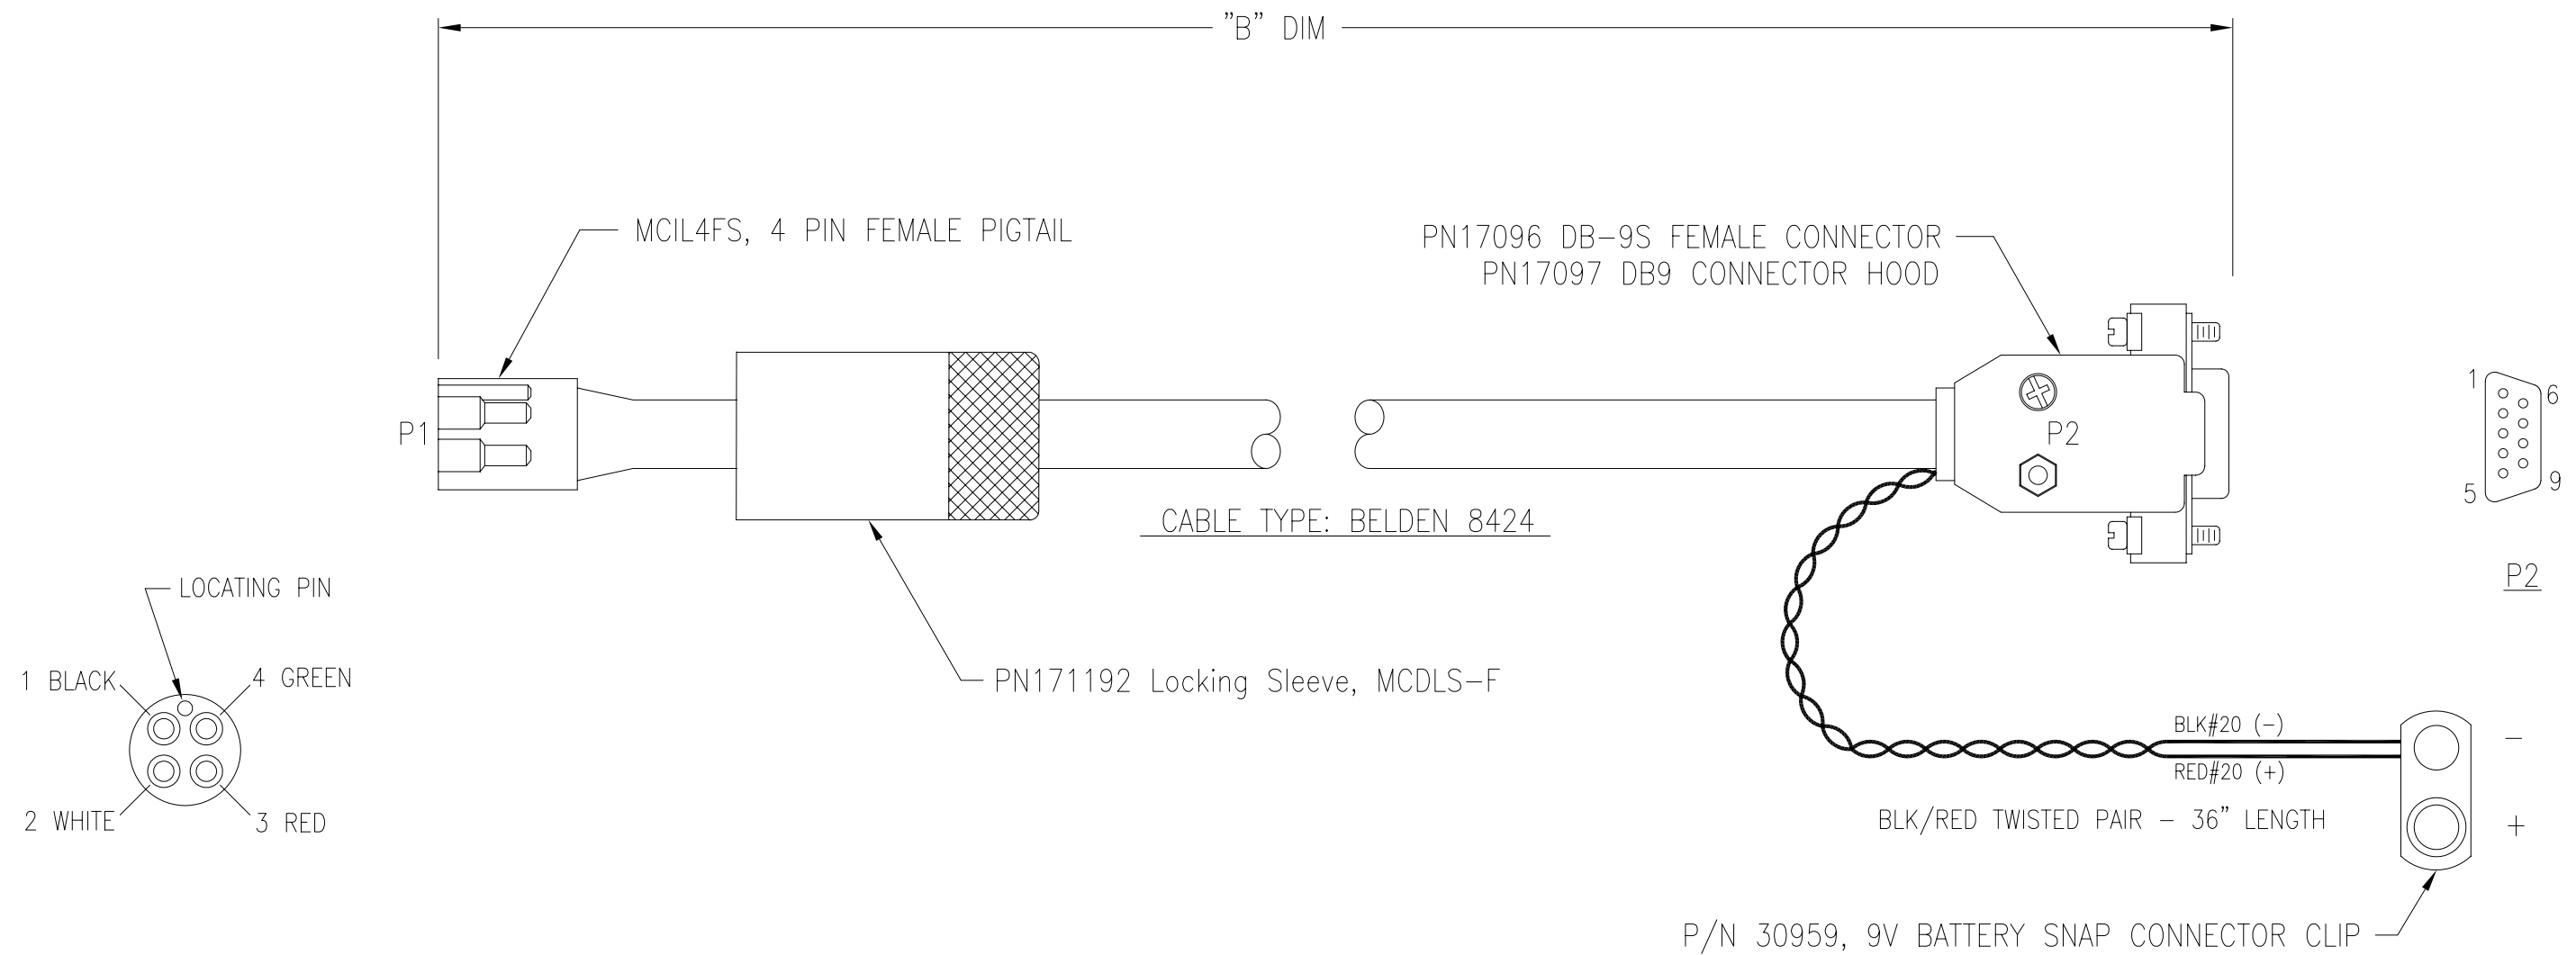 "B" DIM
MCIL4FS, 4 PIN FEMALE PIGTAIL
PN17096 DB-9S FEMALE CONNECTOR
PN17097 DB9 CONNECTOR HOOD
P1
P2
1
6
5
9
P2
CABLE TYPE: BELDEN 8424
LOCATING PIN
1 BLACK
4 GREEN
2 WHITE
3 RED
PN171192 Locking Sleeve, MCDLS-F
BLK#20 (-)
RED#20 (+)
-
+
BLK/RED TWISTED PAIR - 36" LENGTH
P/N 30959, 9V BATTERY SNAP CONNECTOR CLIP